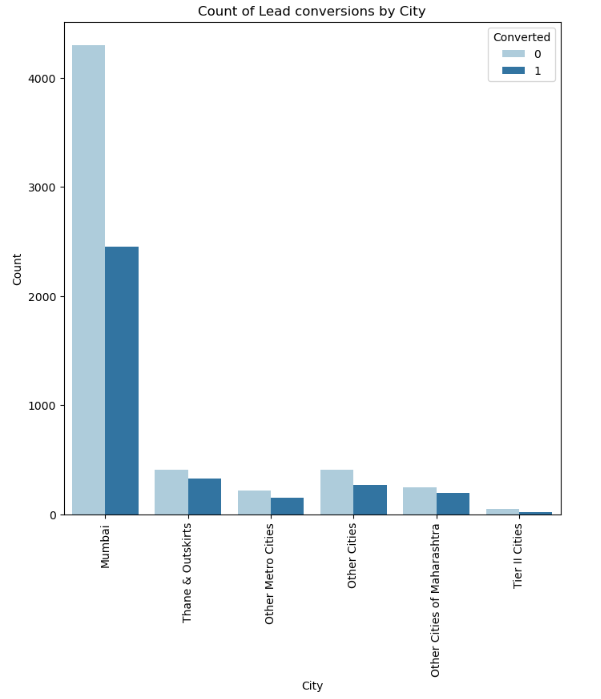 Count of Lead conversions by City
Converted
0
1
4000
3000
2000
1000
0
Count
Mumbai
Thane & Outskirts
Other Metro Cities
Other Cities
Other Cities of Maharashtra
Tier II Cities
City